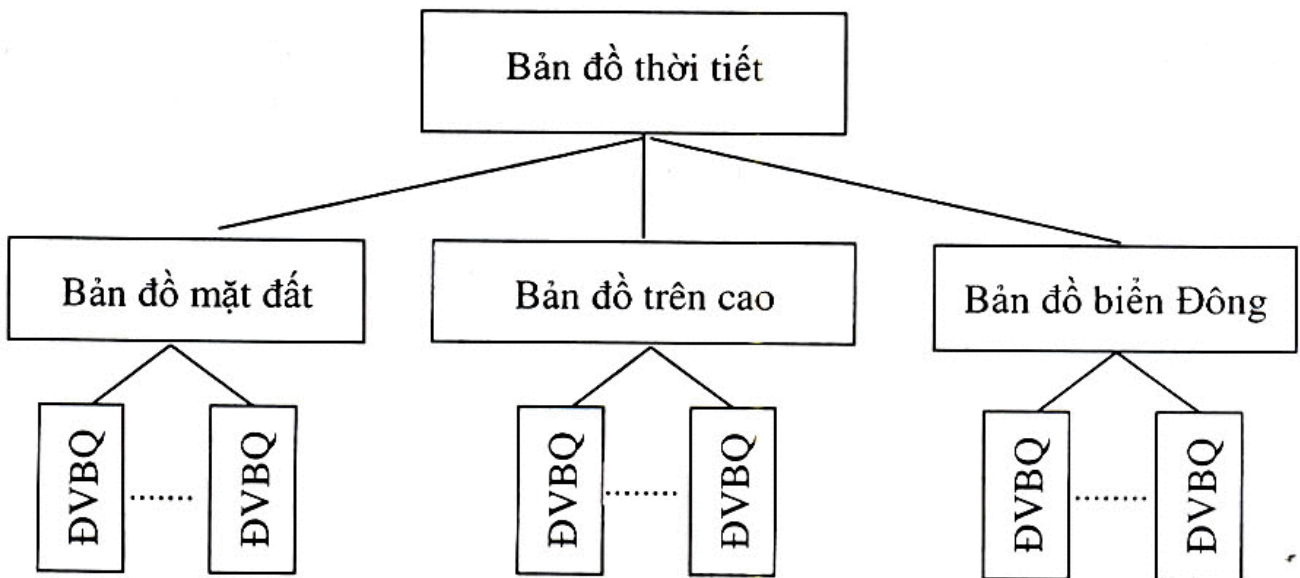 Bản đồ thời tiết
Bản đồ mặt đất
Bản đồ trên cao
Bản đồ biển Đông
ĐVBQ
........
ĐVBQ
ĐVBQ
.........
ĐVBQ
ĐVBQ
.........
ĐVBQ